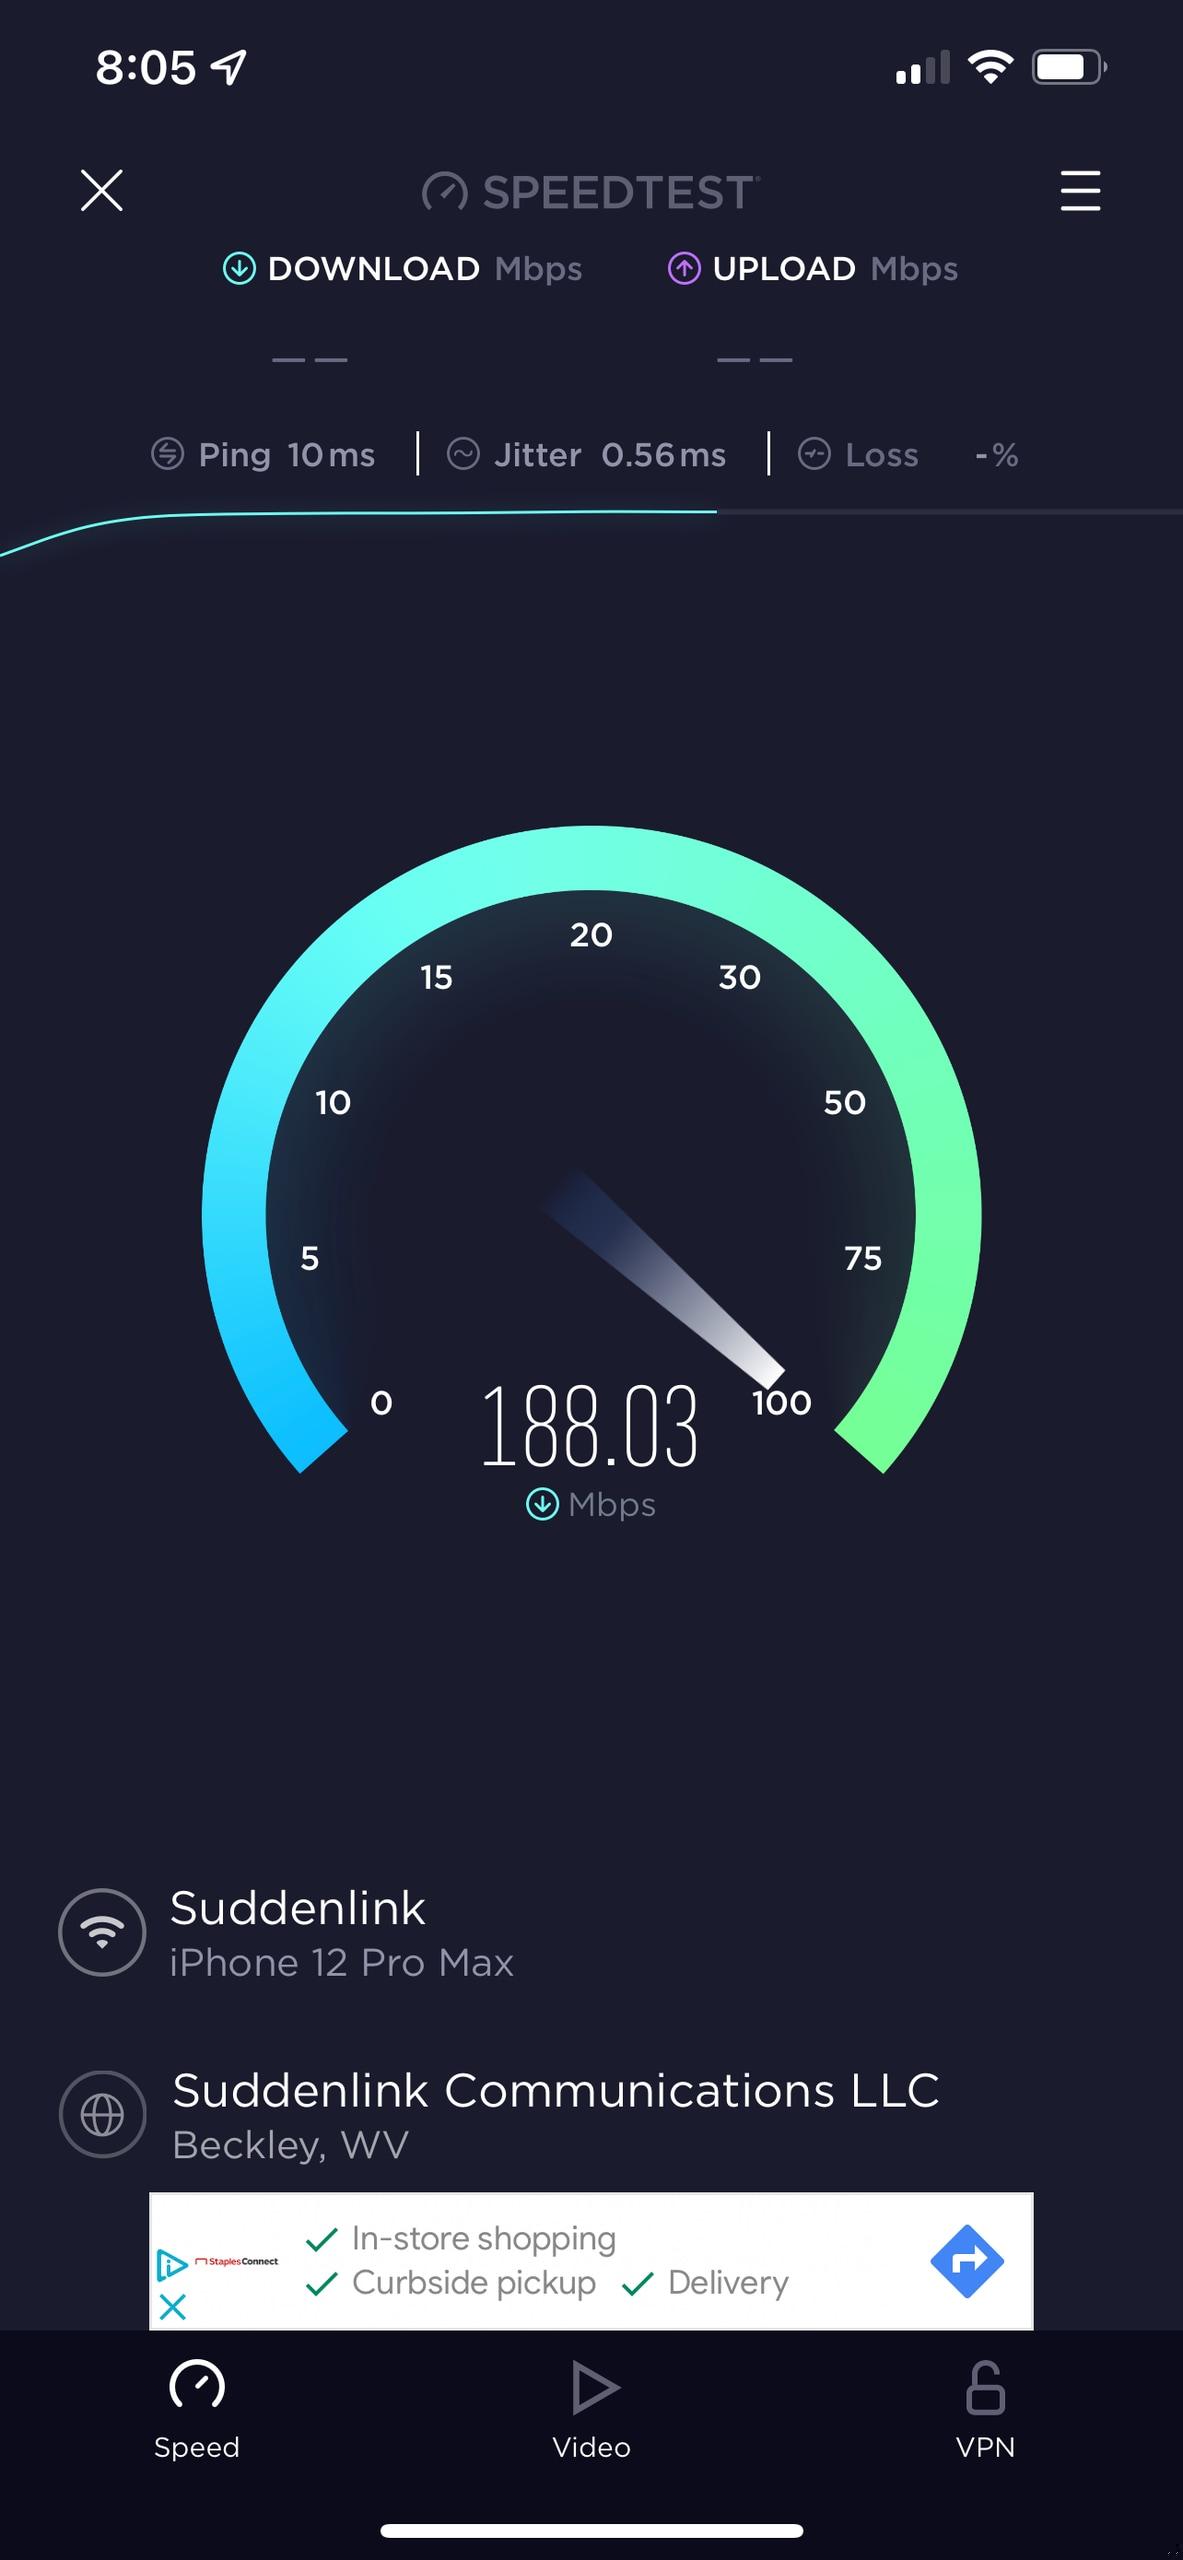 8:05
SPEEDTEST
DOWNLOAD Mbps
UPLOAD Mbps
— —
— —
Ping 10 ms
Jitter 0.56 ms
Loss - %
0
5
10
15
20
30
50
75
100
188.03
Mbps
Suddenlink
iPhone 12 Pro Max
Suddenlink Communications LLC
Beckley, WV
StaplesConnect
In-store shopping
Curbside pickup
Delivery
Speed
Video
VPN